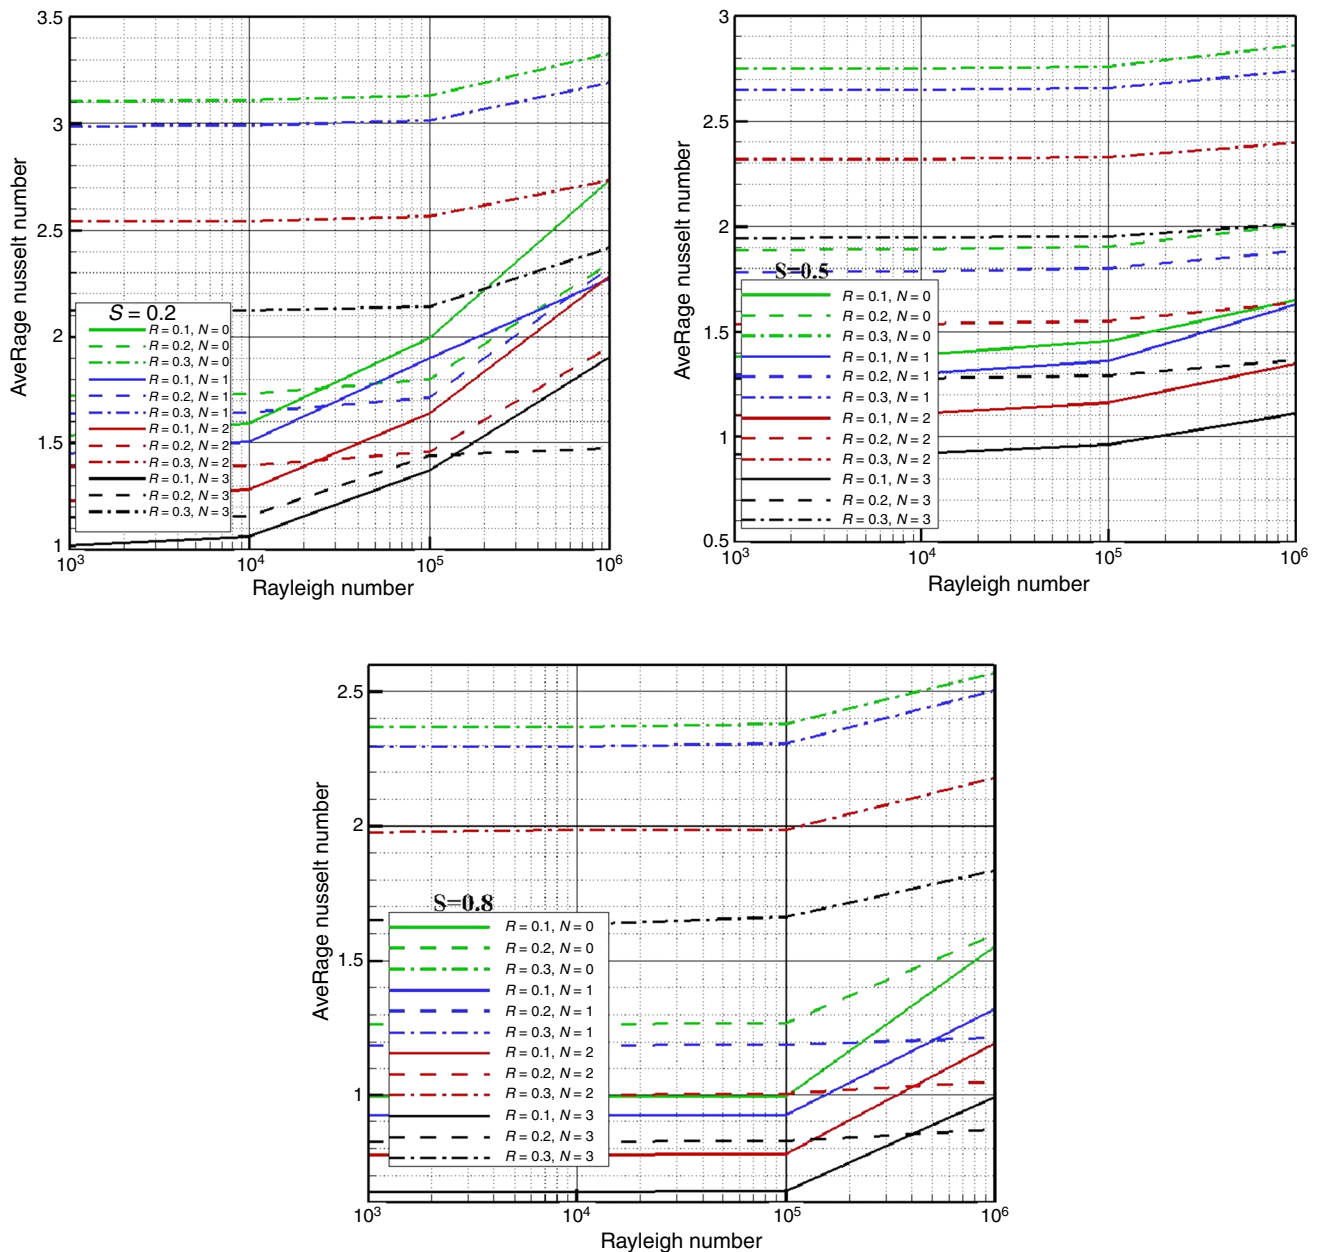 3.5
3
2.5
2
1.5
1
AveRage nusselt number
S = 0.2
R = 0.1, N = 0
R = 0.2, N = 0
R = 0.3, N = 0
R = 0.1, N = 1
R = 0.2, N = 1
R = 0.3, N = 1
R = 0.1, N = 2
R = 0.2, N = 2
R = 0.3, N = 2
R = 0.1, N = 3
R = 0.2, N = 3
R = 0.3, N = 3
10³ 10⁴ 10⁵ 10⁶
Rayleigh number
3
2.5
2
1.5
1
0.5
AveRage nusselt number
S=0.5
R = 0.1, N = 0
R = 0.2, N = 0
R = 0.3, N = 0
R = 0.1, N = 1
R = 0.2, N = 1
R = 0.3, N = 1
R = 0.1, N = 2
R = 0.2, N = 2
R = 0.3, N = 2
R = 0.1, N = 3
R = 0.2, N = 3
R = 0.3, N = 3
10³ 10⁴ 10⁵ 10⁶
Rayleigh number
2.5
2
1.5
1
AveRage nusselt number
S=0.8
R = 0.1, N = 0
R = 0.2, N = 0
R = 0.3, N = 0
R = 0.1, N = 1
R = 0.2, N = 1
R = 0.3, N = 1
R = 0.1, N = 2
R = 0.2, N = 2
R = 0.3, N = 2
R = 0.1, N = 3
R = 0.2, N = 3
R = 0.3, N = 3
10³ 10⁴ 10⁵ 10⁶
Rayleigh number